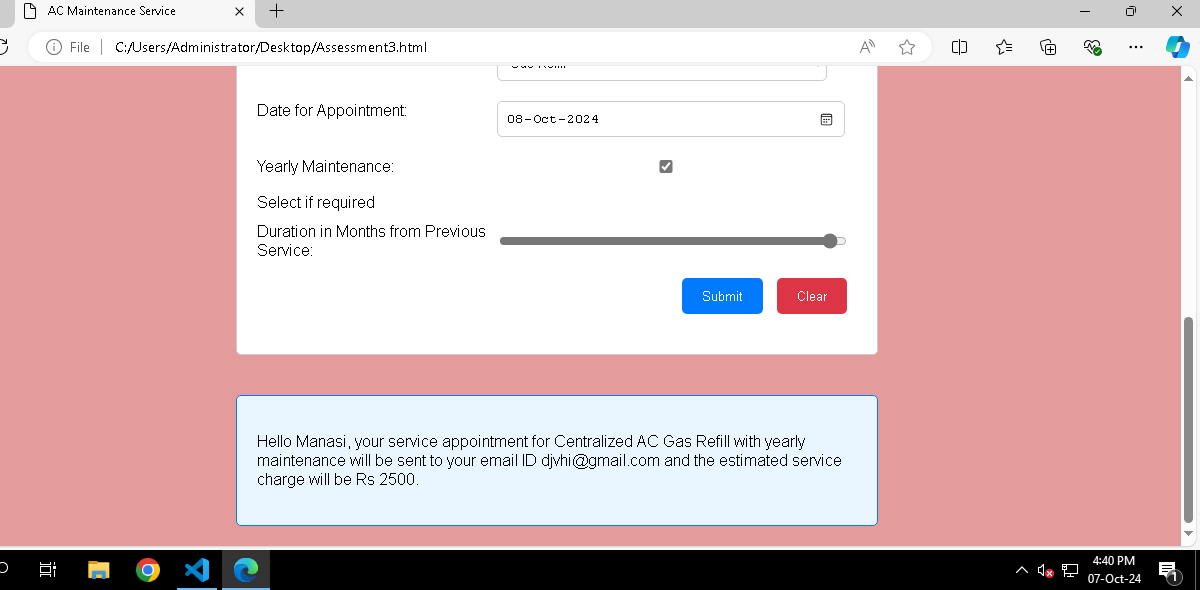 AC Maintenance Service
File
C:/Users/Administrator/Desktop/Assessment3.html
Gas Refill
Date for Appointment:
08-Oct-2024
Yearly Maintenance:
Select if required
Duration in Months from Previous
Service:
Submit
Clear
Hello Manasi, your service appointment for Centralized AC Gas Refill with yearly
maintenance will be sent to your email ID djvhi@gmail.com and the estimated service
charge will be Rs 2500.
4:40 PM
07-Oct-24
1